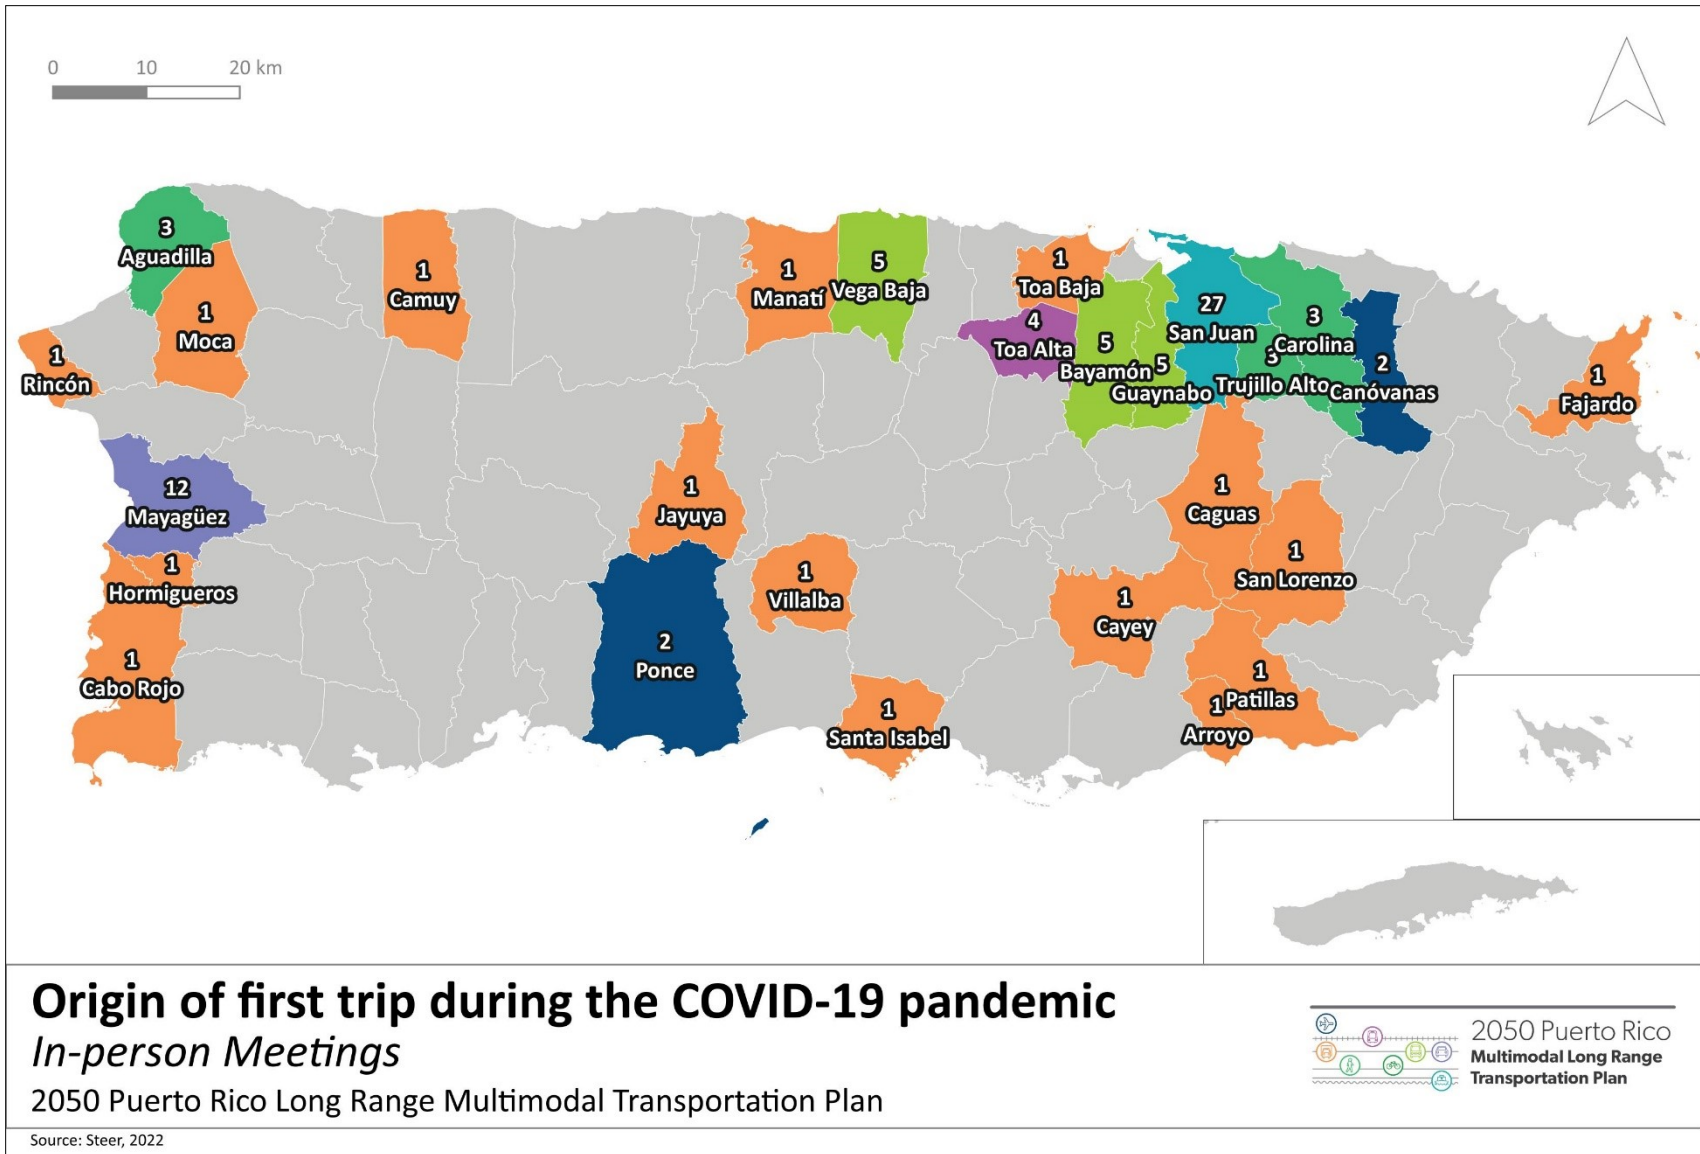 0 10 20 km
3
Aguadilla
1
Moca
1
Rincón
1
Camuy
1
Manatí
5
Vega Baja
1
Toa Baja
4
Toa Alta
5
Bayamón
5
Guaynabo
27
San Juan
3
Carolina
3
Trujillo Alto
2
Canóvanas
1
Fajardo
12
Mayagüez
1
Hormigueros
1
Cabo Rojo
1
Jayuya
2
Ponce
1
Villalba
1
Santa Isabel
1
Caguas
1
San Lorenzo
1
Cayey
1
Patillas
1
Arroyo
Origin of first trip during the COVID-19 pandemic
In-person Meetings
2050 Puerto Rico Long Range Multimodal Transportation Plan
2050 Puerto Rico
Multimodal Long Range
Transportation Plan
Source: Steer, 2022